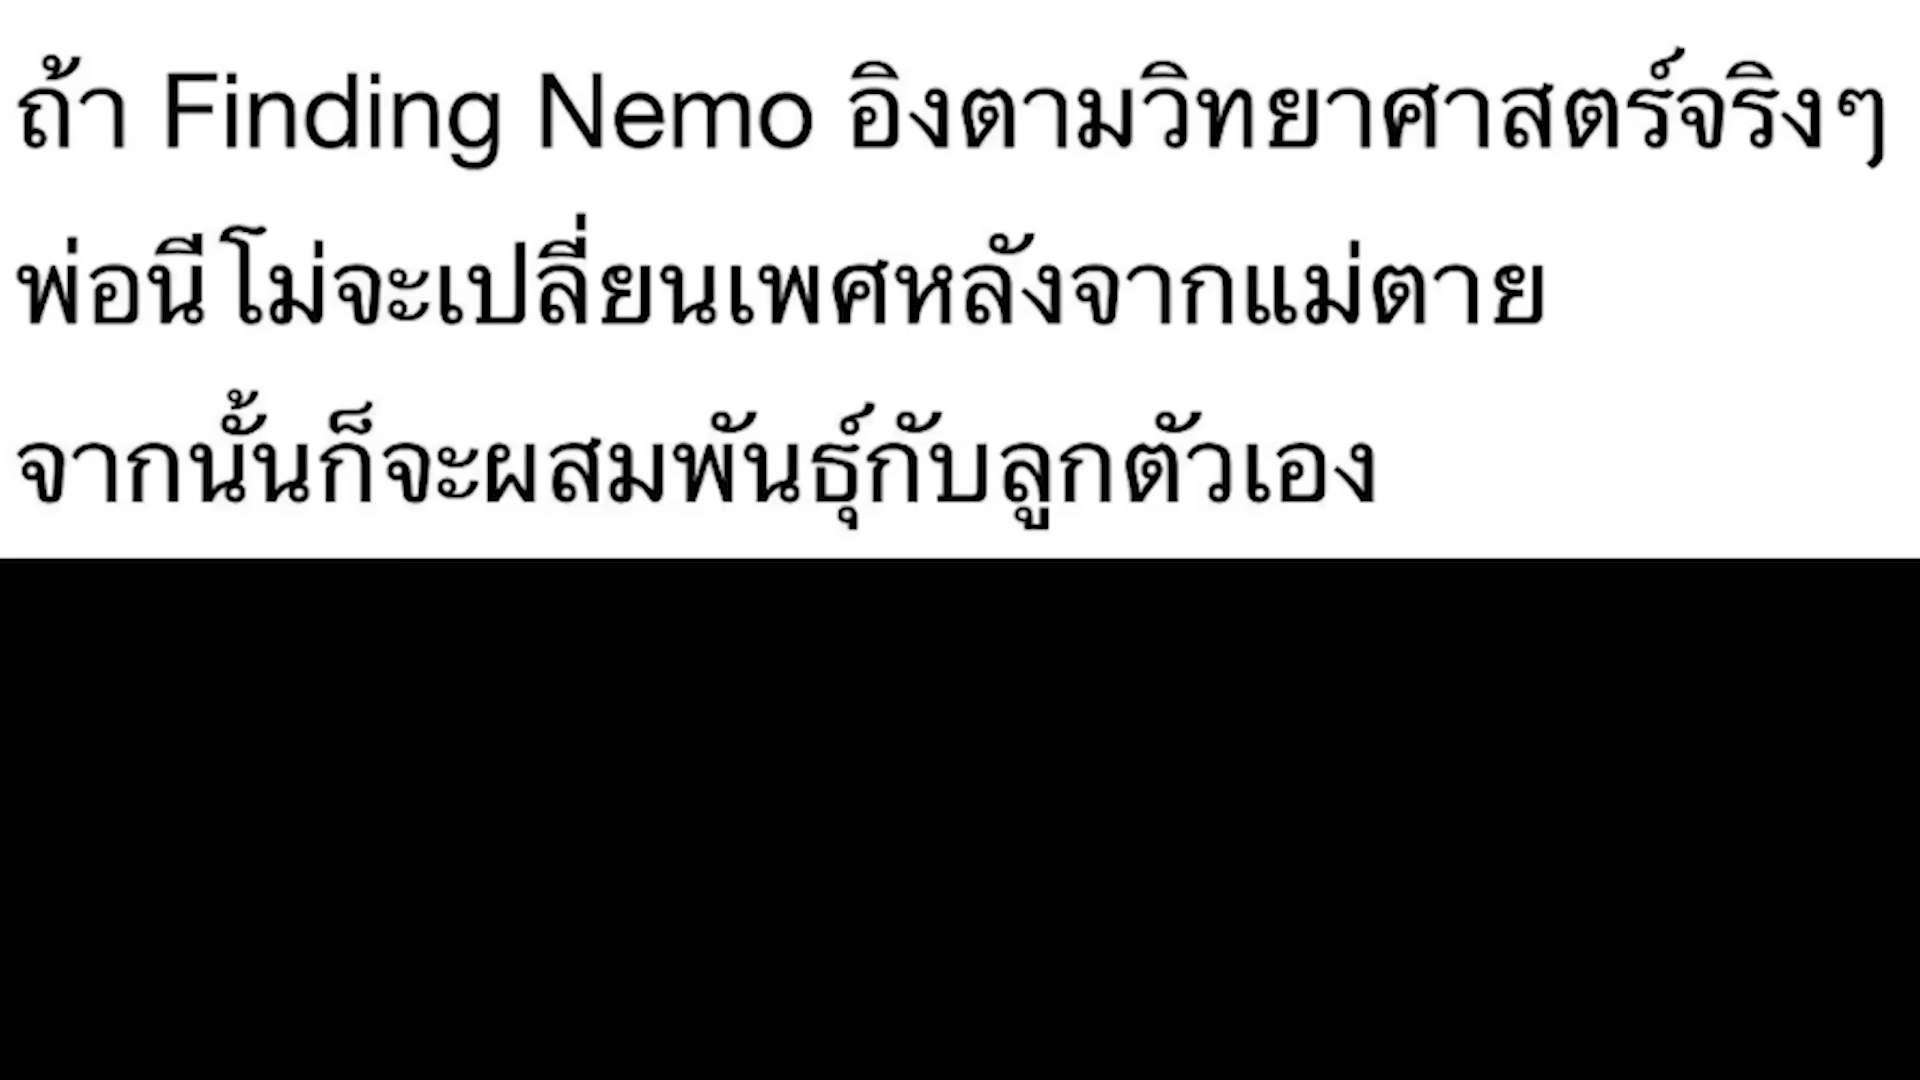 ถ้า Finding Nemo อิงตามวิทยาศาสตร์จริงๆ
พ่อนีโม่จะเปลี่ยนเพศหลังจากแม่ตาย
จากนั้นก็จะผสมพันธุ์กับลูกตัวเอง